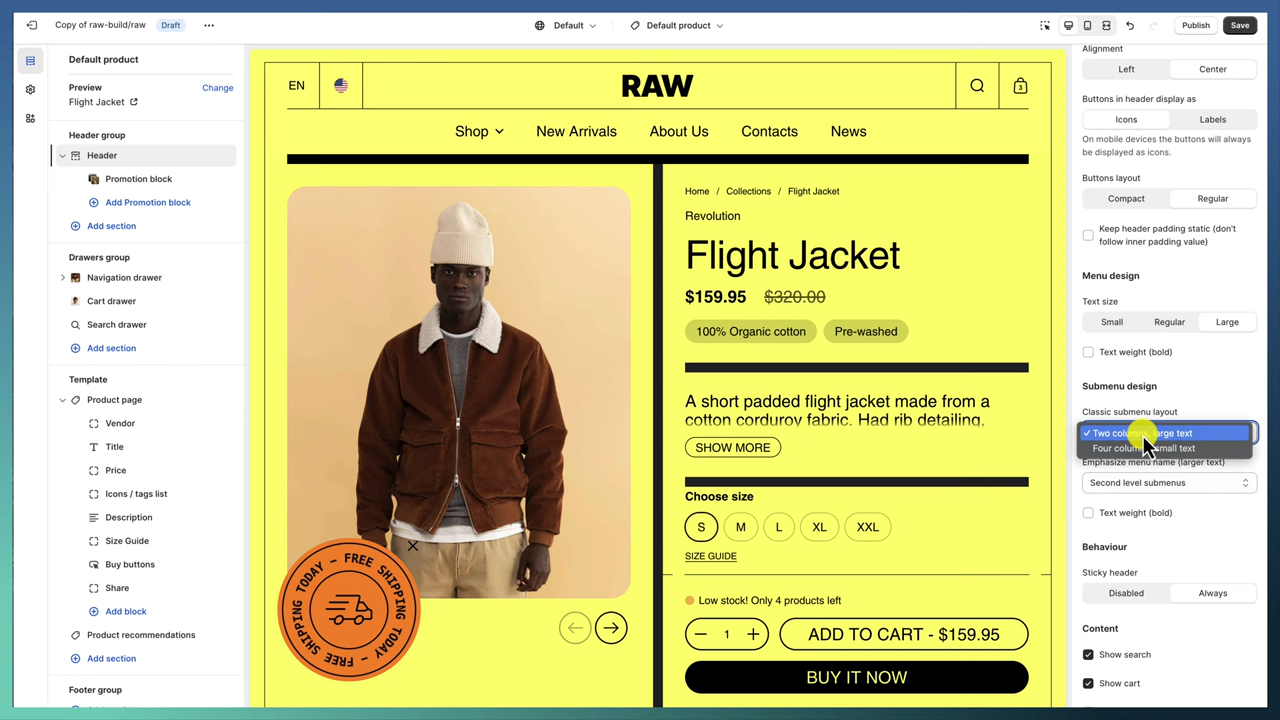 Copy of raw-build/raw
Draft
Default
Default product
Publish
Save
Default product
Preview
Change
Flight Jacket
Header group
Header
Promotion block
Add Promotion block
Add section
Drawers group
Navigation drawer
Cart drawer
Search drawer
Add section
Template
Product page
Vendor
Title
Price
Icons / tags list
Description
Size Guide
Buy buttons
Share
Add block
Product recommendations
Add section
Footer group
EN
RAW
3
Shop
New Arrivals
About Us
Contacts
News
Home / Collections / Flight Jacket
Revolution
Flight Jacket
$159.95 $320.00
100% Organic cotton
Pre-washed
A short padded flight jacket made from a
cotton corduroy fabric. Had rib detailing,
SHOW MORE
Choose size
S
M
L
XL
XXL
SIZE GUIDE
Low stock! Only 4 products left
1
ADD TO CART - $159.95
BUY IT NOW
FREE SHIPPING TODAY – FREE SHIPPING TODAY –
Alignment
Left
Center
Buttons in header display as
Icons
Labels
On mobile devices the buttons will always
be displayed as icons.
Buttons layout
Compact
Regular
Keep header padding static (don't
follow inner padding value)
Menu design
Text size
Small
Regular
Large
Text weight (bold)
Submenu design
Classic submenu layout
Two columns, large text
Four small text
Emphasize menu name (larger text)
Second level submenus
Text weight (bold)
Behaviour
Sticky header
Disabled
Always
Content
Show search
Show cart